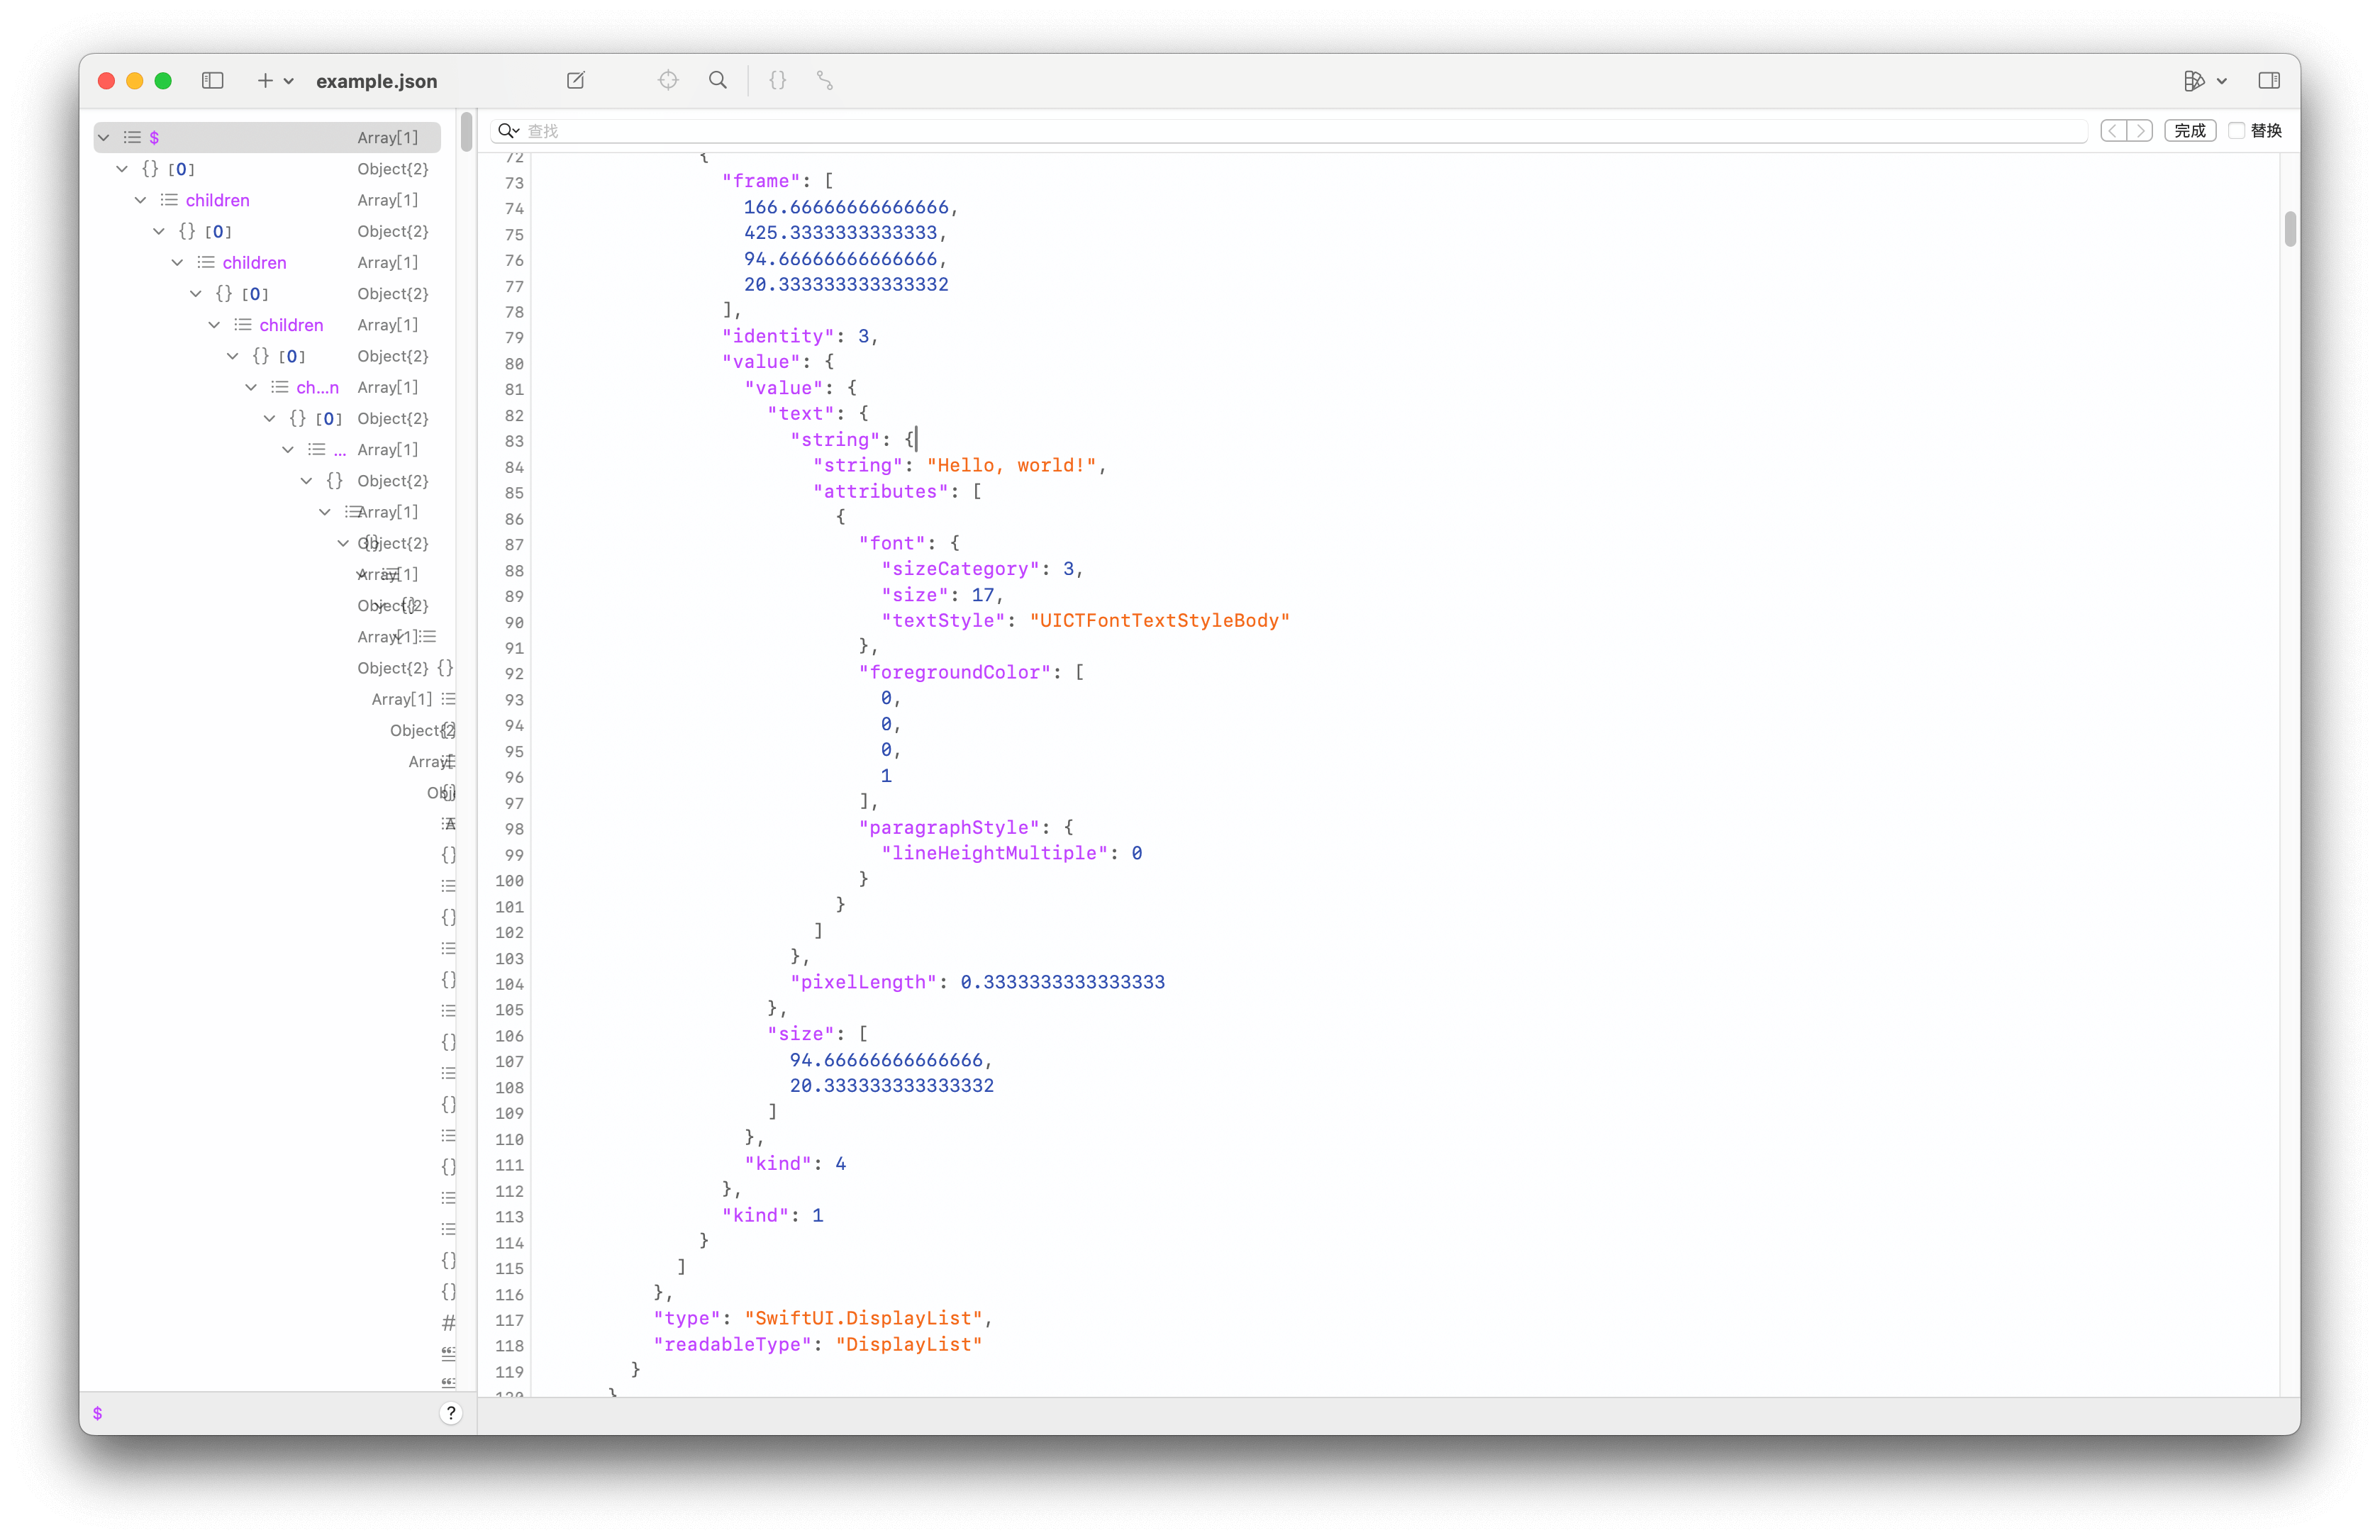 example.json
$ Array[1]
{} [0] Object{2}
children Array[1]
{} [0] Object{2}
children Array[1]
{} [0] Object{2}
children Array[1]
{} [0] Object{2}
ch…n Array[1]
{} [0] Object{2}
… Array[1]
{} Object{2}
Array[1]
Object{2}
Array[1]
Object{2}
Array[1]
Object{2} {}
Array[1]
Object{2
Array[
Obj
A
{}
{}
{}
{}
{}
{}
{}
{}
#
$
?
查找
完成
替换
72 {
73 "frame": [
74 166.66666666666666,
75 425.3333333333333,
76 94.66666666666666,
77 20.333333333333332
78 ],
79 "identity": 3,
80 "value": {
81 "value": {
82 "text": {
83 "string": {
84 "string": "Hello, world!",
85 "attributes": [
86 {
87 "font": {
88 "sizeCategory": 3,
89 "size": 17,
90 "textStyle": "UICTFontTextStyleBody"
91 },
92 "foregroundColor": [
93 0,
94 0,
95 0,
96 1
97 ],
98 "paragraphStyle": {
99 "lineHeightMultiple": 0
100 }
101 }
102 ]
103 },
104 "pixelLength": 0.3333333333333333
105 },
106 "size": [
107 94.66666666666666,
108 20.333333333333332
109 ]
110 },
111 "kind": 4
112 },
113 "kind": 1
114 }
115 ]
116 },
117 "type": "SwiftUI.DisplayList",
118 "readableType": "DisplayList"
119 }
120 }